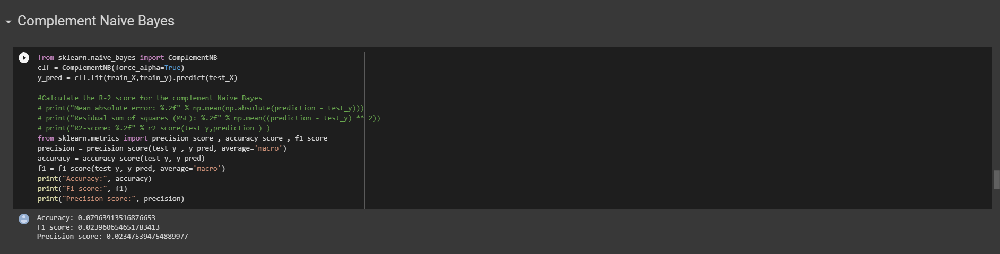 Complement Naive Bayes
from sklearn.naive_bayes import ComplementNB
clf = ComplementNB(force_alpha=True)
y_pred = clf.fit(train_X,train_y).predict(test_X)
#Calculate the R-2 score for the complement Naive Bayes
# print("Mean absolute error: %.2f" % np.mean(np.absolute(prediction - test_y)))
# print("Residual sum of squares (MSE): %.2f" % np.mean((prediction - test_y) ** 2))
# print("R2-score: %.2f" % r2_score(test_y,prediction ) )
from sklearn.metrics import precision_score , accuracy_score , f1_score
precision = precision_score(test_y , y_pred, average='macro')
accuracy = accuracy_score(test_y, y_pred)
f1 = f1_score(test_y, y_pred, average='macro')
print("Accuracy:", accuracy)
print("F1 score:", f1)
print("Precision score:", precision)
Accuracy: 0.07963913516876653
F1 score: 0.023960654651783413
Precision score: 0.023475394754889977